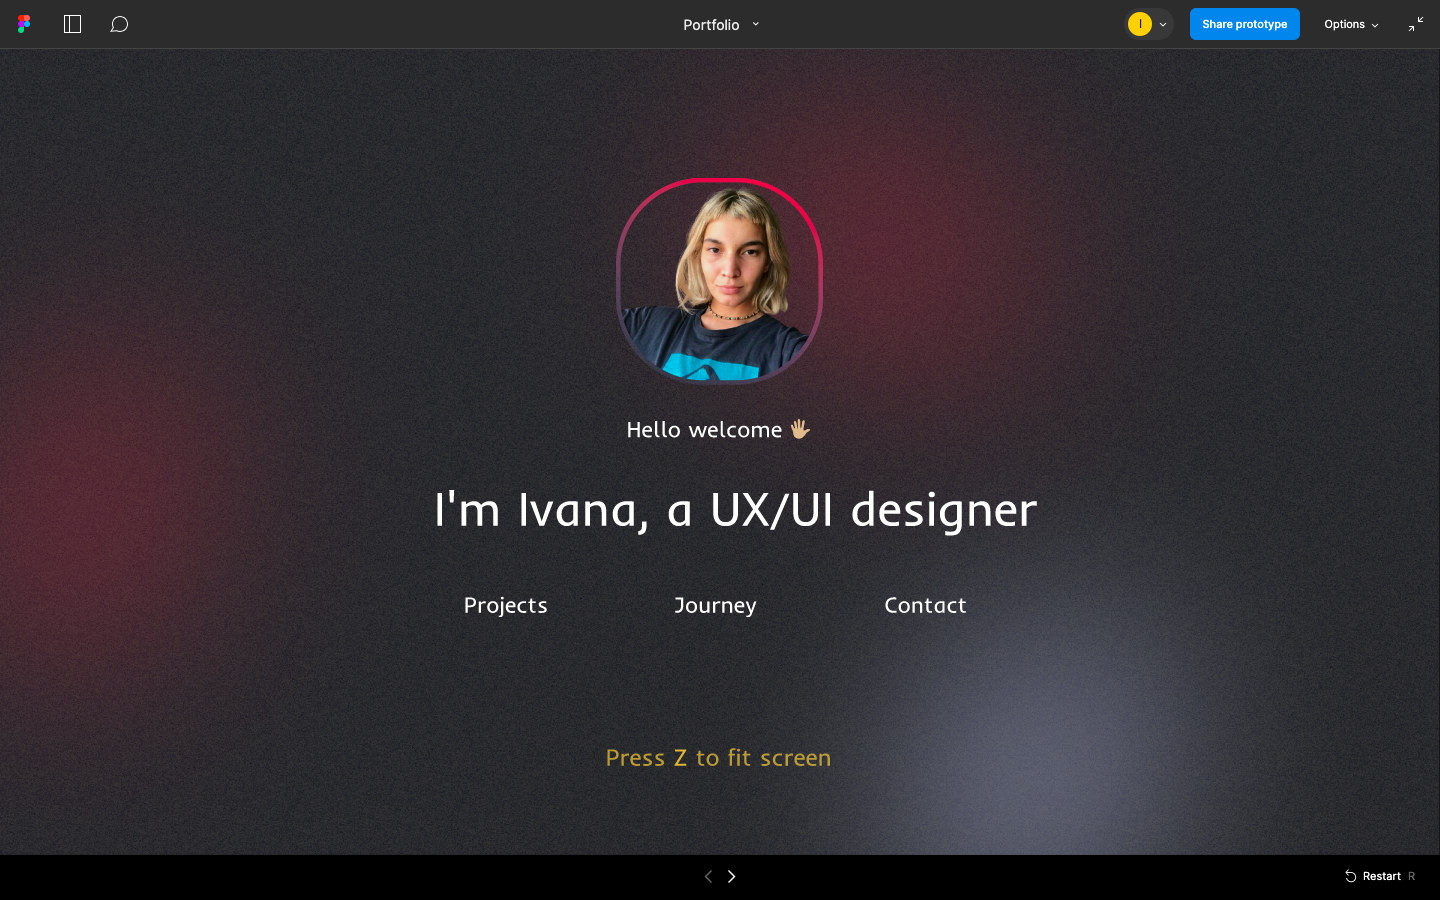 Portfolio
I
Share prototype
Options
Hello welcome 🖐🏼
I'm Ivana, a UX/UI designer
Projects
Journey
Contact
Press Z to fit screen
Restart R